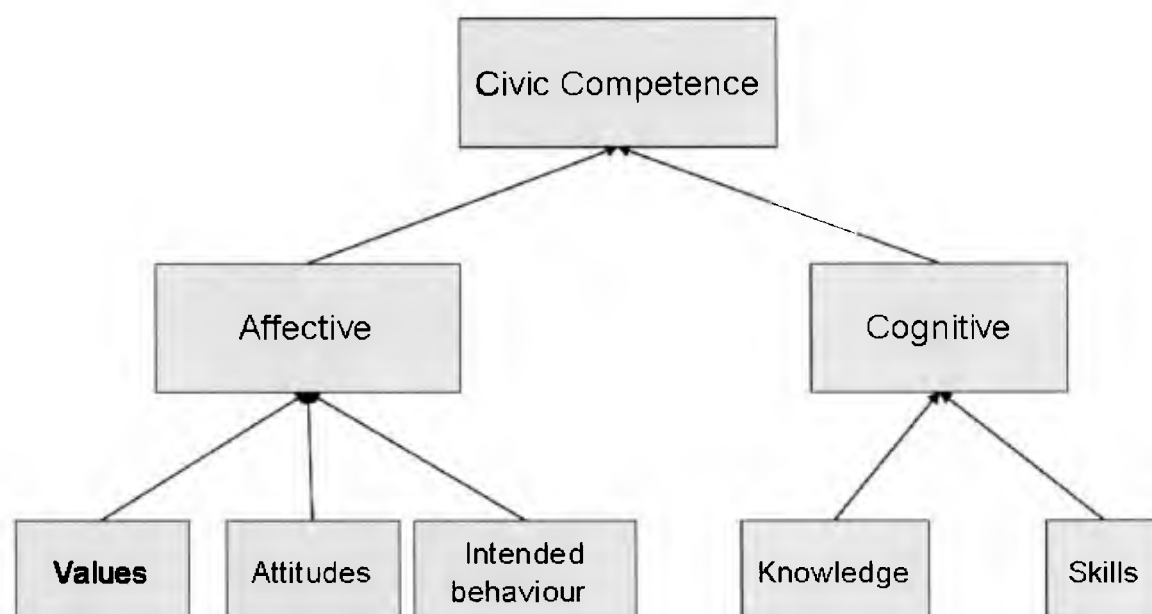 Civic Competence
Affective
Cognitive
Values
Attitudes
Intended
behaviour
Knowledge
Skills